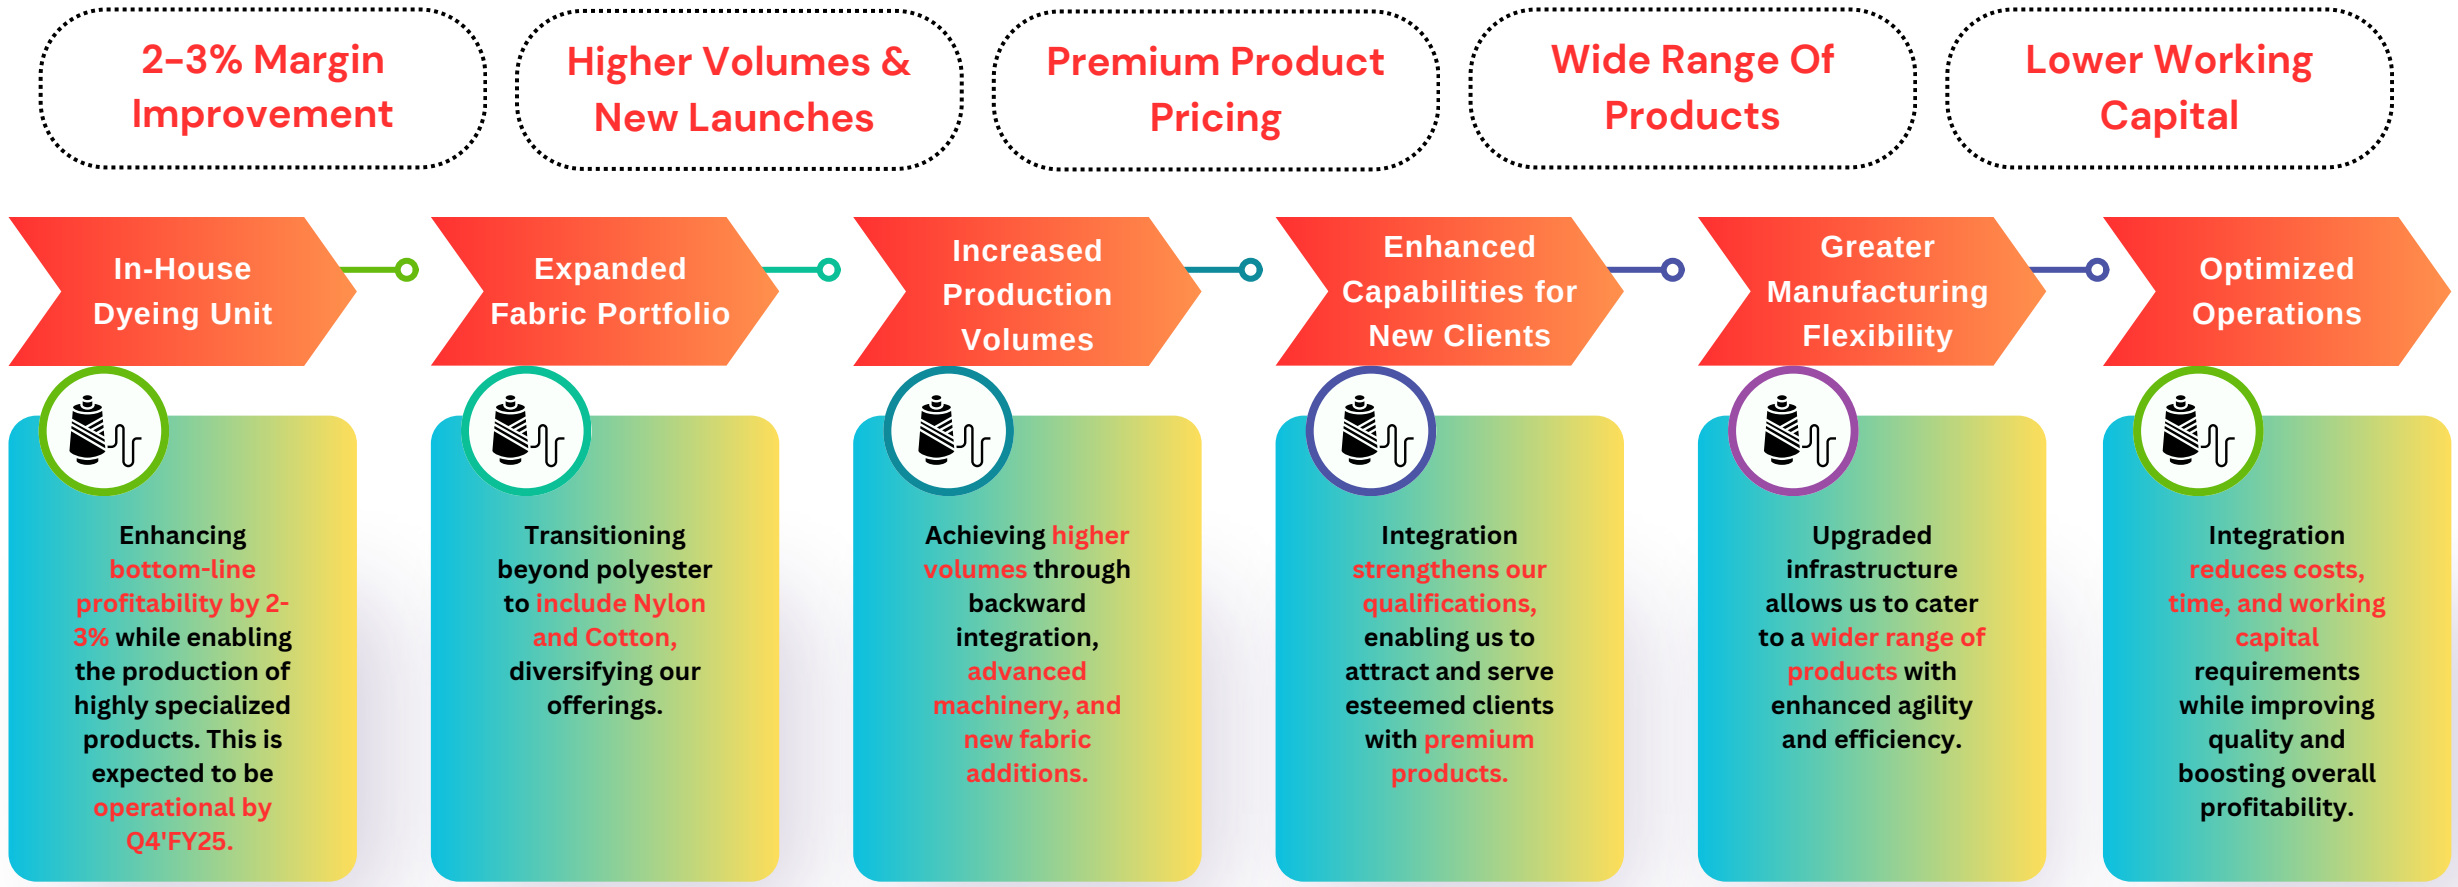 2-3% Margin
Improvement
Higher Volumes &
New Launches
Premium Product
Pricing
Wide Range Of
Products
Lower Working
Capital
In-House
Dyeing Unit
Expanded
Fabric Portfolio
Increased
Production
Volumes
Enhanced
Capabilities for
New Clients
Greater
Manufacturing
Flexibility
Optimized
Operations
Enhancing
bottom-line
profitability by 2-
3% while enabling
the production of
highly specialized
products. This is
expected to be
operational by
Q4'FY25.
Transitioning
beyond polyester
to include Nylon
and Cotton,
diversifying our
offerings.
Achieving higher
volumes through
backward
integration,
advanced
machinery, and
new fabric
additions.
Integration
strengthens our
qualifications,
enabling us to
attract and serve
esteemed clients
with premium
products.
Upgraded
infrastructure
allows us to cater
to a wider range of
products with
enhanced agility
and efficiency.
Integration
reduces costs,
time, and working
capital
requirements
while improving
quality and
boosting overall
profitability.